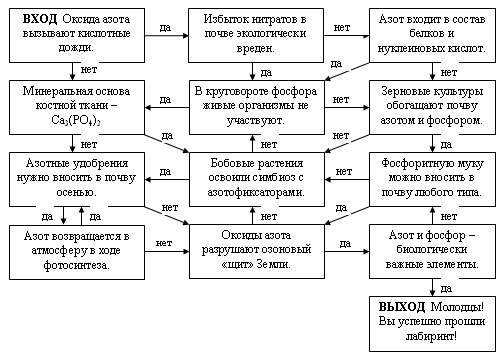 ВХОД Оксида азота
вызывают кислотные
дожди.
да
Избыток нитратов в
почве экологически
вреден.
нет
Азот входит в состав
белков и
нуклеиновых кислот.
нет
да
да
нет
Минеральная основа
костной ткани –
Ca3(PO4)2
да
В круговороте фосфора
живые организмы не
участвуют.
нет
Зерновые культуры
обогащают почву
азотом и фосфором.
нет
да
нет
да
нет
Азотные удобрения
нужно вносить в почву
осенью.
да
Бобовые растения
освоили симбиоз с
азотофиксаторами.
нет
Фосфоритную муку
можно вносить в
почву любого типа.
да
да
нет
нет
да
нет
Азот возвращается в
атмосферу в ходе
фотосинтеза.
нет
Оксиды азота
разрушают озоновый
«щит» Земли.
да
Азот и фосфор –
биологически
важные элементы.
да
ВЫХОД Молодцы!
Вы успешно прошли
лабиринт!